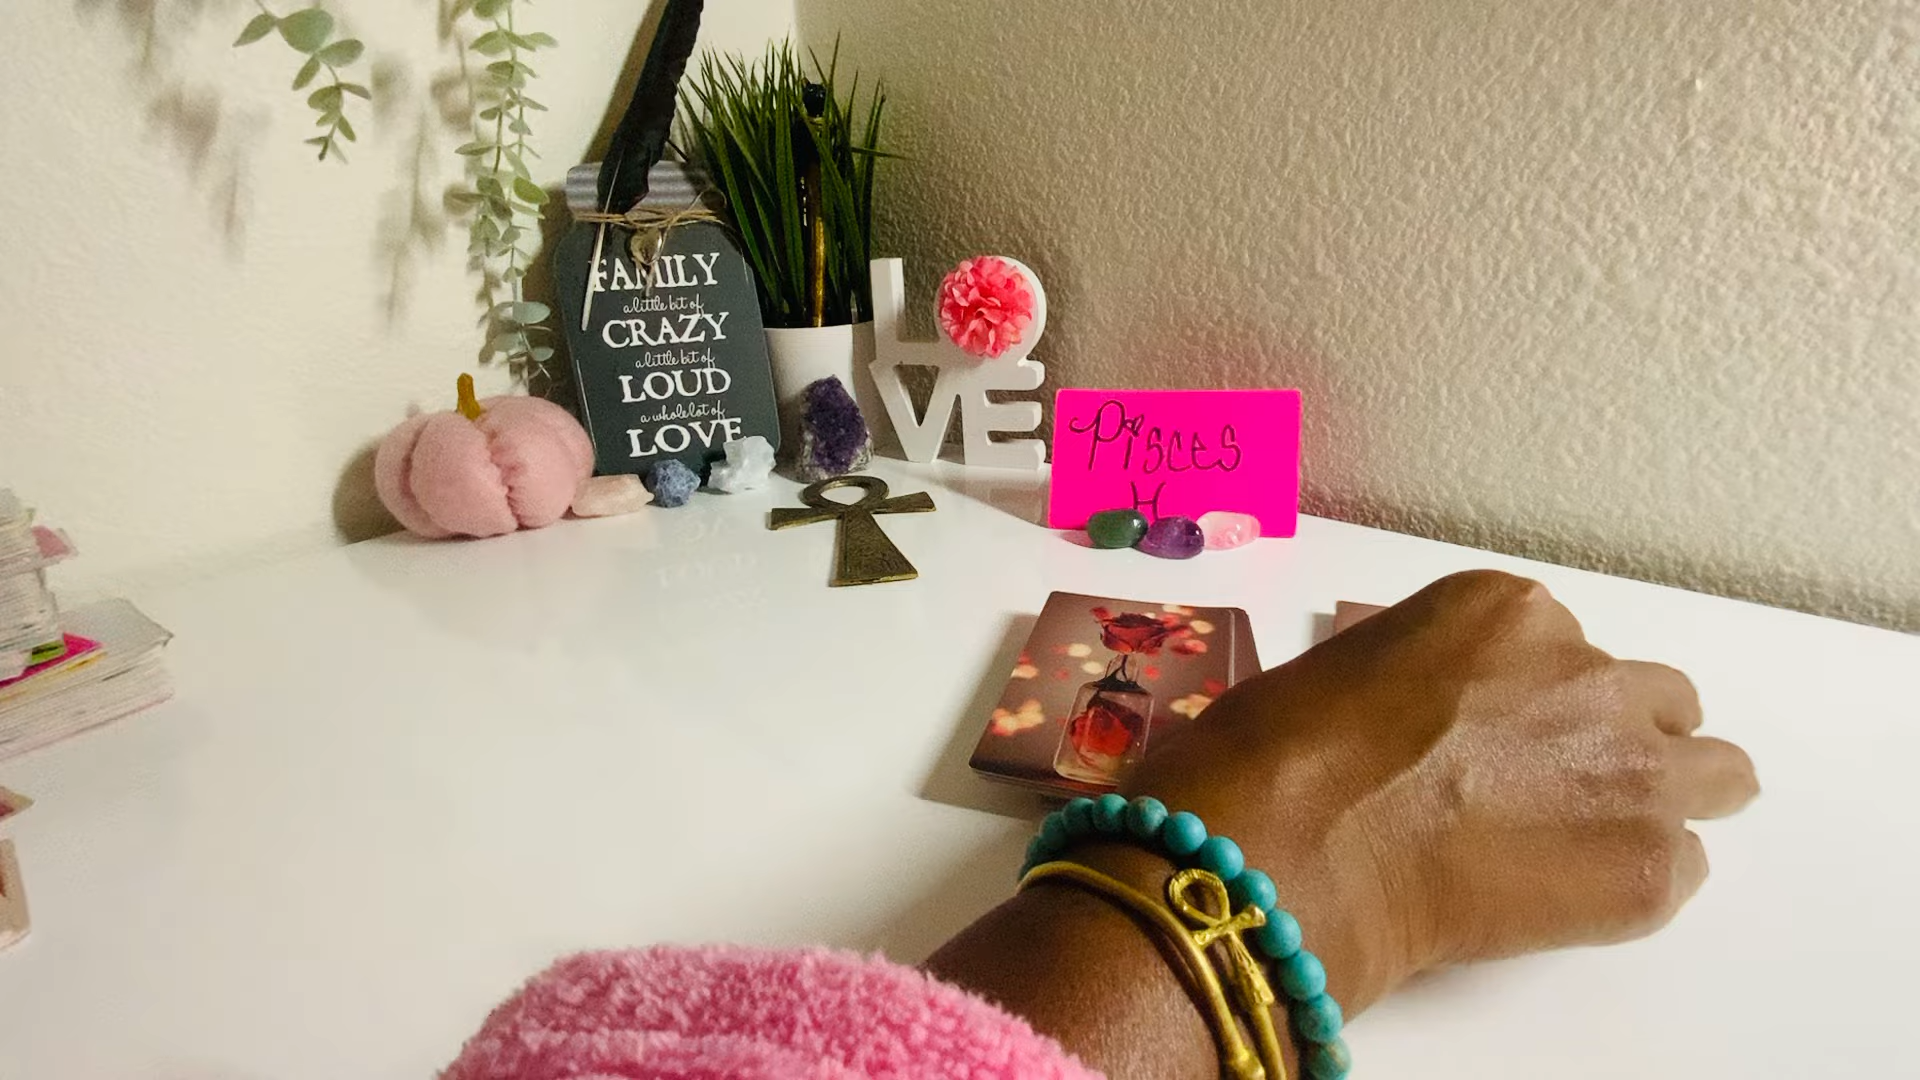 FAMILY
a little bit of
CRAZY
a little bit of
LOUD
a whole lot of
LOVE
LOVE
Pisces